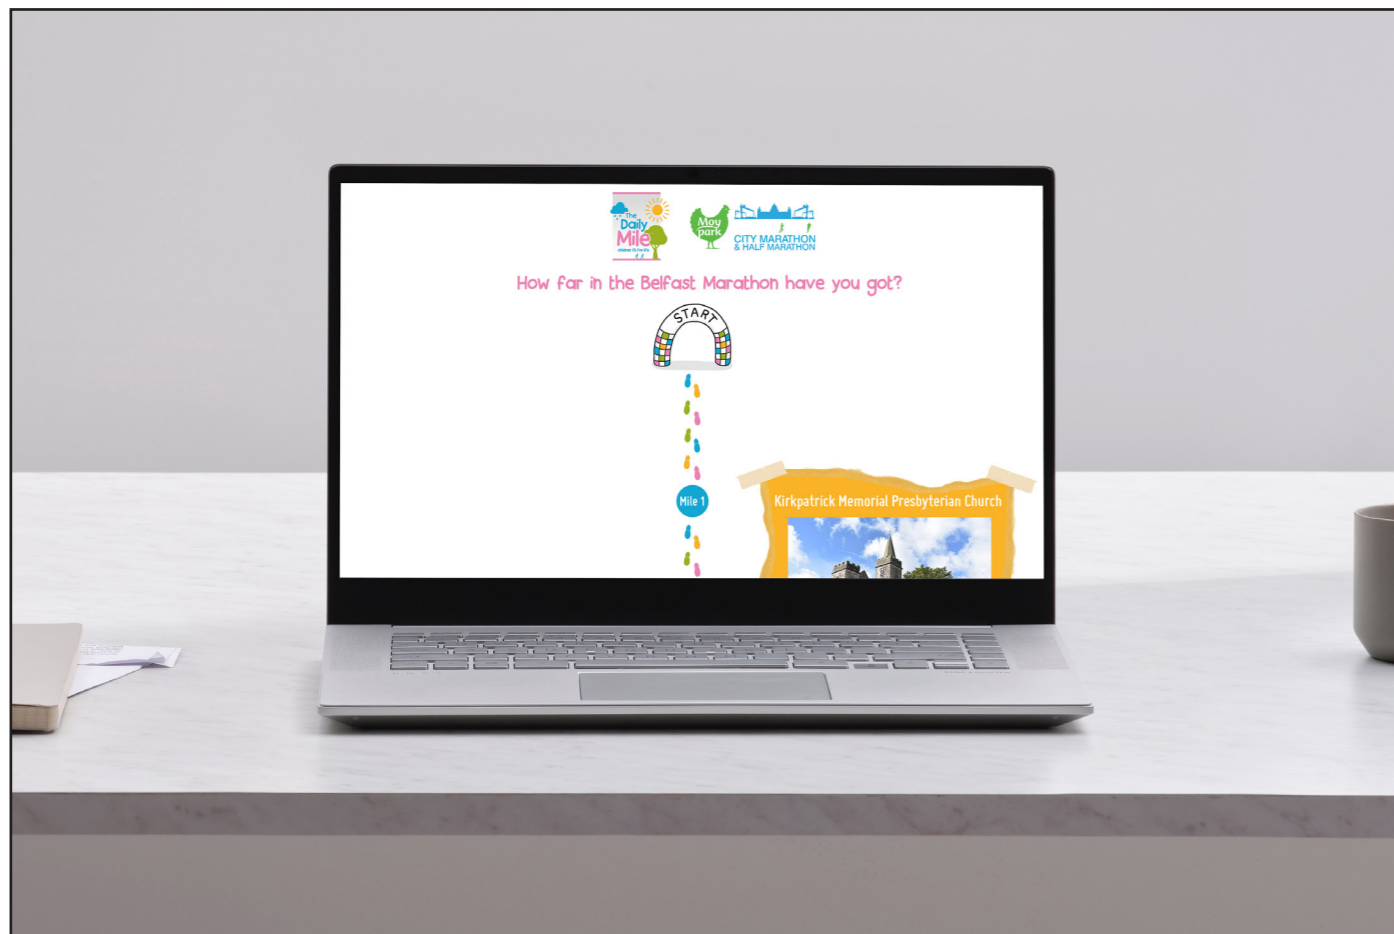 The
Daily
Mile
Moy
park
CITY MARATHON
& HALF MARATHON
How far in the Belfast Marathon have you got?
START
Mile 1
Kirkpatrick Memorial Presbyterian Church